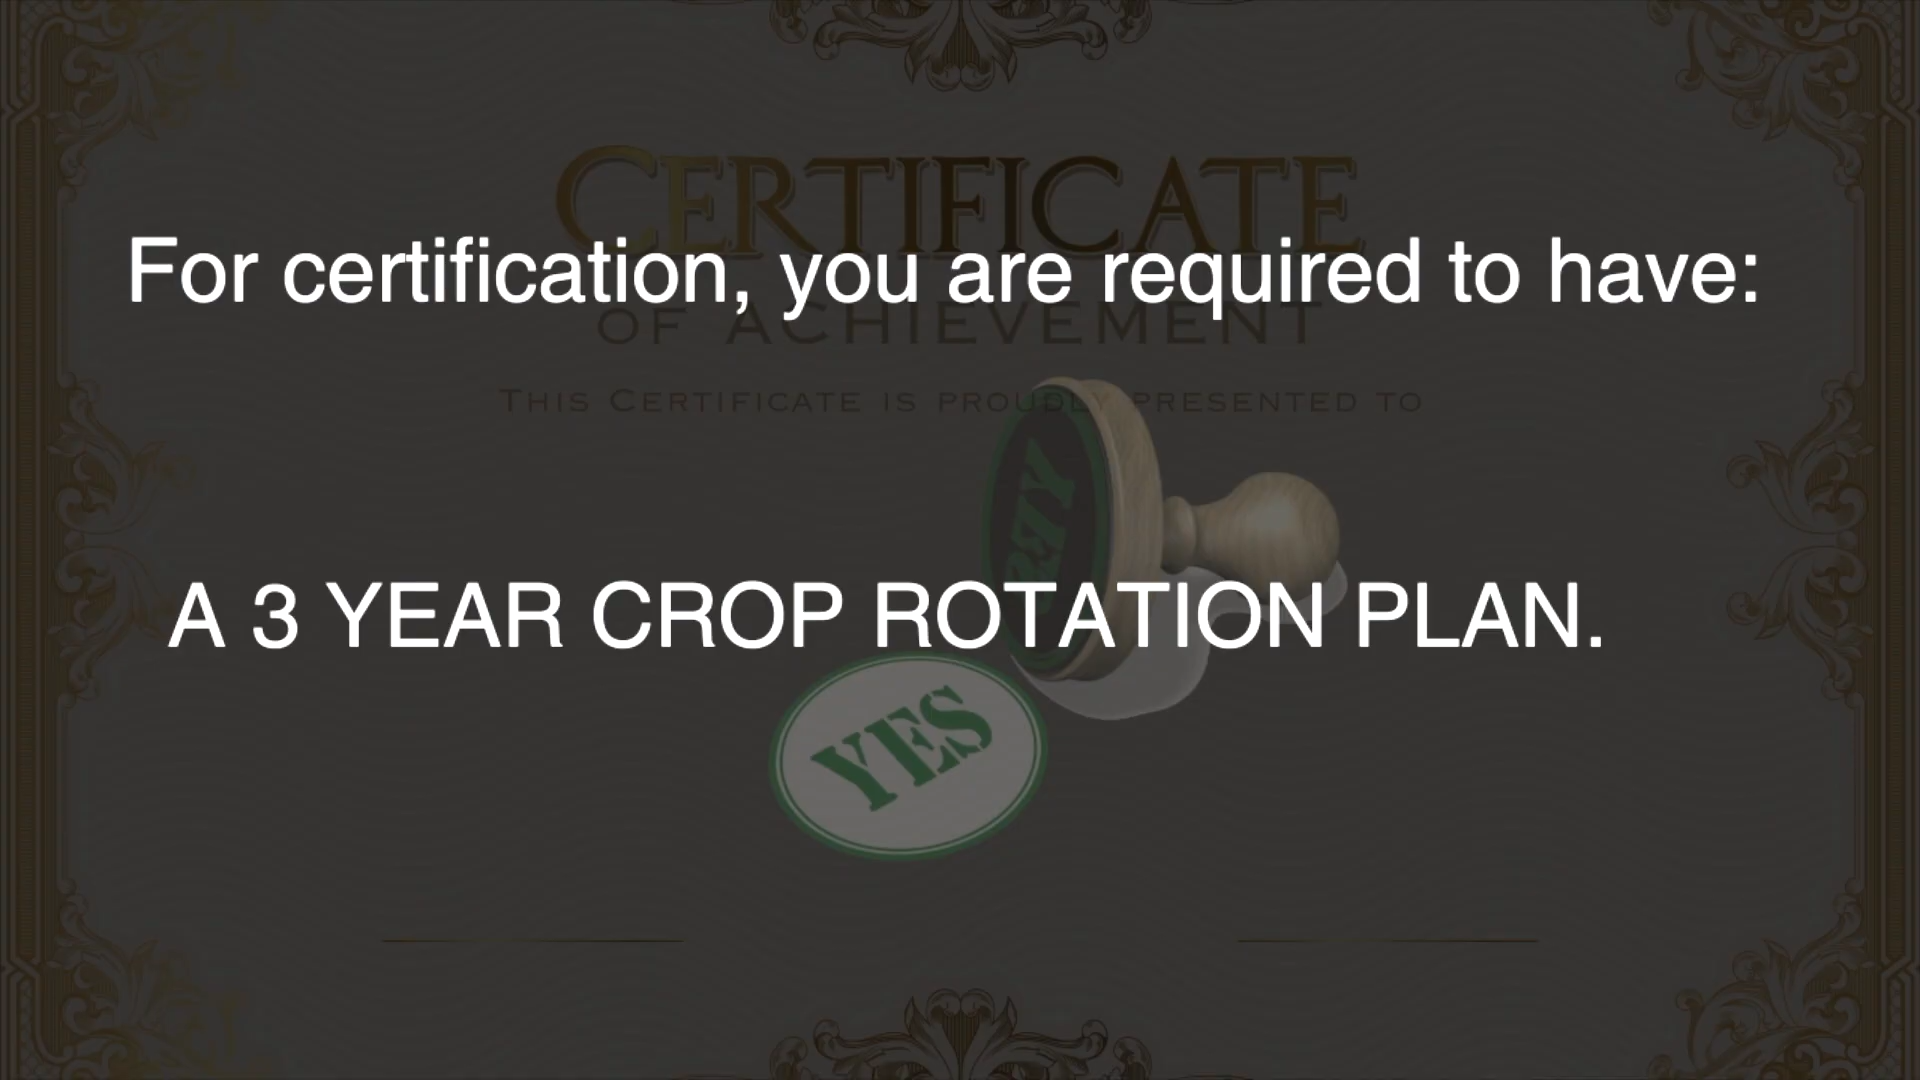 CERTIFICATE
For certification, you are required to have:
OF ACHIEVEMENT
THIS CERTIFICATE IS PROUDLY PRESENTED TO
YES
A 3 YEAR CROP ROTATION PLAN.
YES